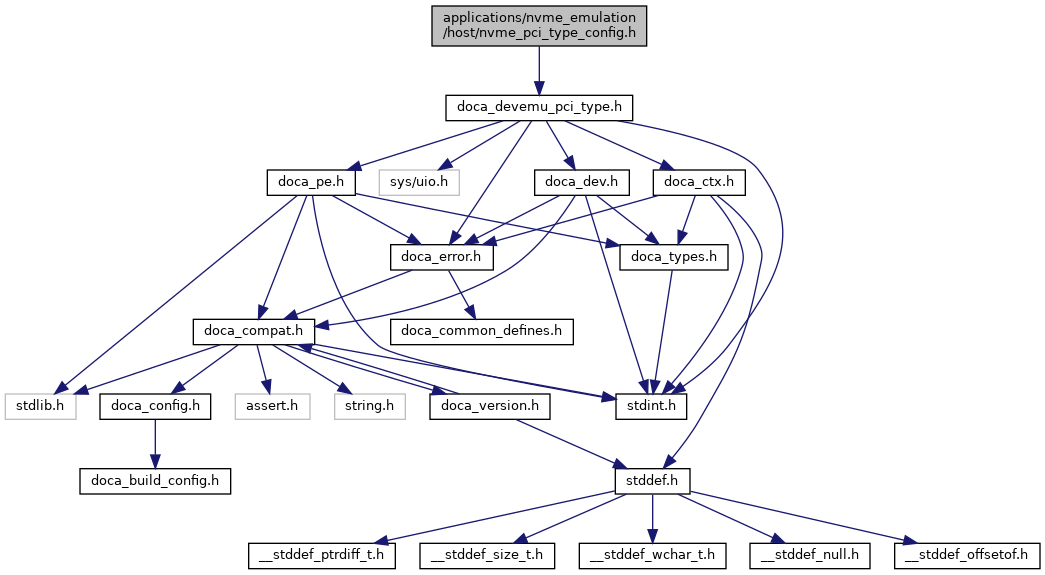 applications/nvme_emulation
/host/nvme_pci_type_config.h
doca_devemu_pci_type.h
doca_pe.h
sys/uio.h
doca_dev.h
doca_ctx.h
doca_error.h
doca_types.h
doca_compat.h
doca_common_defines.h
stdlib.h
doca_config.h
assert.h
string.h
doca_version.h
stdint.h
doca_build_config.h
stddef.h
__stddef_ptrdiff_t.h
__stddef_size_t.h
__stddef_wchar_t.h
__stddef_null.h
__stddef_offsetof.h